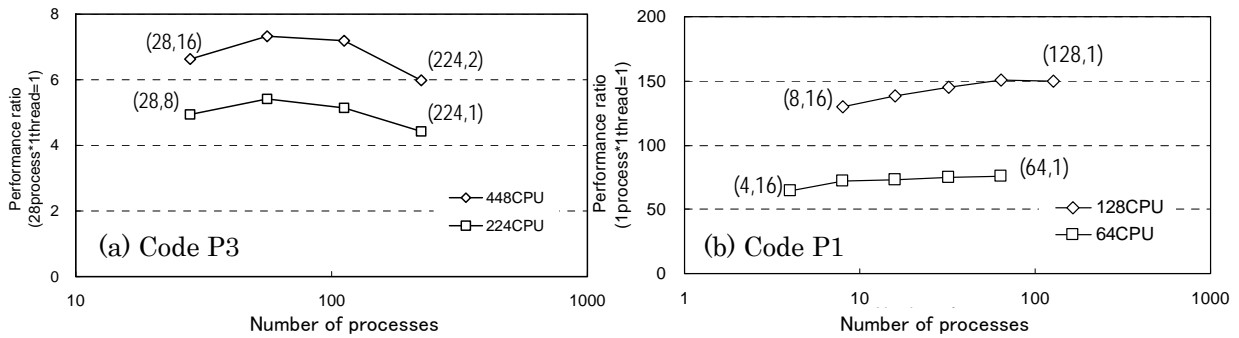 8
6
4
2
0
10
100
1000
Performance ratio
(28process*1thread=1)
Number of processes
(28,16)
(224,2)
(28,8)
(224,1)
448CPU
224CPU
(a) Code P3
200
150
100
50
0
1
10
100
1000
Performance ratio
(1process*1thread=1)
Number of processes
(8,16)
(128,1)
(4,16)
(64,1)
128CPU
64CPU
(b) Code P1